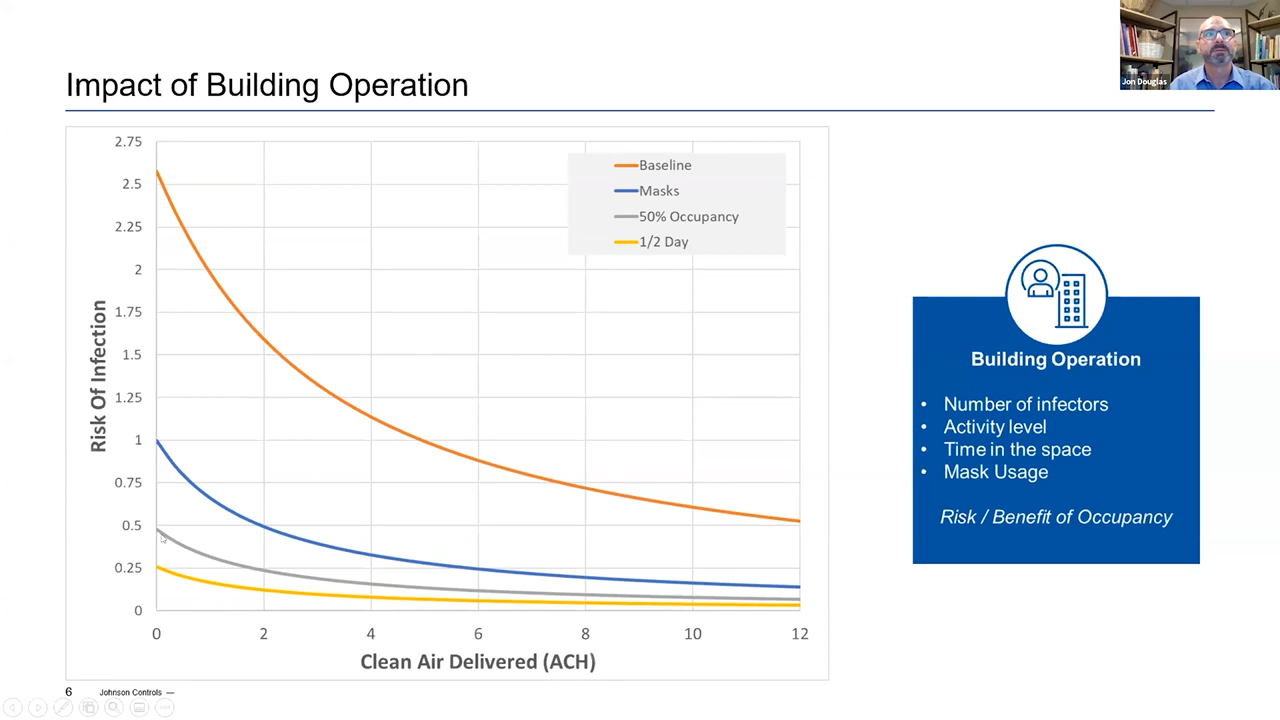 Jon Douglas
Impact of Building Operation
2.75
2.5
2.25
2
1.75
1.5
1.25
1
0.75
0.5
0.25
0
Risk Of Infection
Baseline
Masks
50% Occupancy
1/2 Day
0 2 4 6 8 10 12
Clean Air Delivered (ACH)
Building Operation
• Number of infectors
• Activity level
• Time in the space
• Mask Usage
Risk / Benefit of Occupancy
6 Johnson Controls —